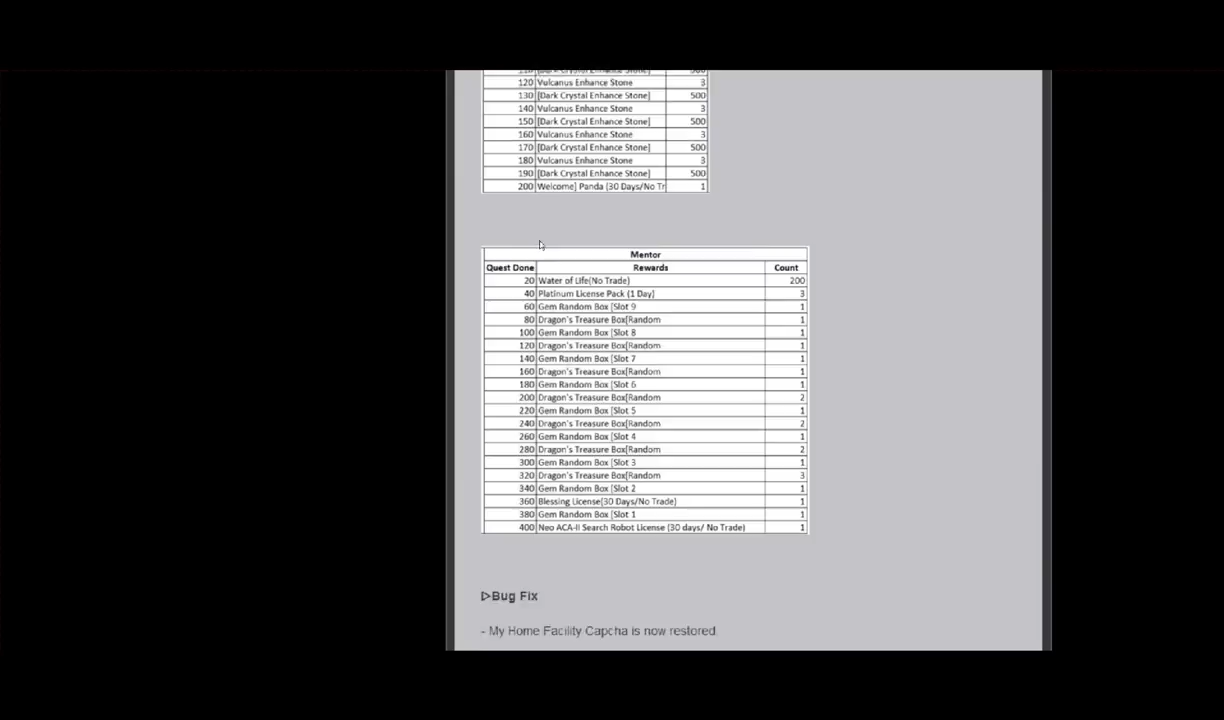 120 Vulcanus Enhance Stone 3
130 [Dark Crystal Enhance Stone] 500
140 Vulcanus Enhance Stone 3
150 [Dark Crystal Enhance Stone] 500
160 Vulcanus Enhance Stone 3
170 [Dark Crystal Enhance Stone] 500
180 Vulcanus Enhance Stone 3
190 [Dark Crystal Enhance Stone] 500
200 Welcome] Panda (30 Days/No Tr 1
Mentor
Quest Done Rewards Count
20 Water of Life(No Trade) 200
40 Platinum License Pack (1 Day) 3
60 Gem Random Box [Slot 9 1
80 Dragon's Treasure Box[Random 1
100 Gem Random Box [Slot 8 1
120 Dragon's Treasure Box[Random 1
140 Gem Random Box [Slot 7 1
160 Dragon's Treasure Box[Random 1
180 Gem Random Box [Slot 6 1
200 Dragon's Treasure Box[Random 2
220 Gem Random Box [Slot 5 1
240 Dragon's Treasure Box[Random 2
260 Gem Random Box [Slot 4 1
280 Dragon's Treasure Box[Random 2
300 Gem Random Box [Slot 3 1
320 Dragon's Treasure Box[Random 3
340 Gem Random Box [Slot 2 1
360 Blessing License(30 Days/No Trade) 1
380 Gem Random Box [Slot 1 1
400 Neo ACA-II Search Robot License (30 days/ No Trade) 1
▷Bug Fix
- My Home Facility Capcha is now restored.